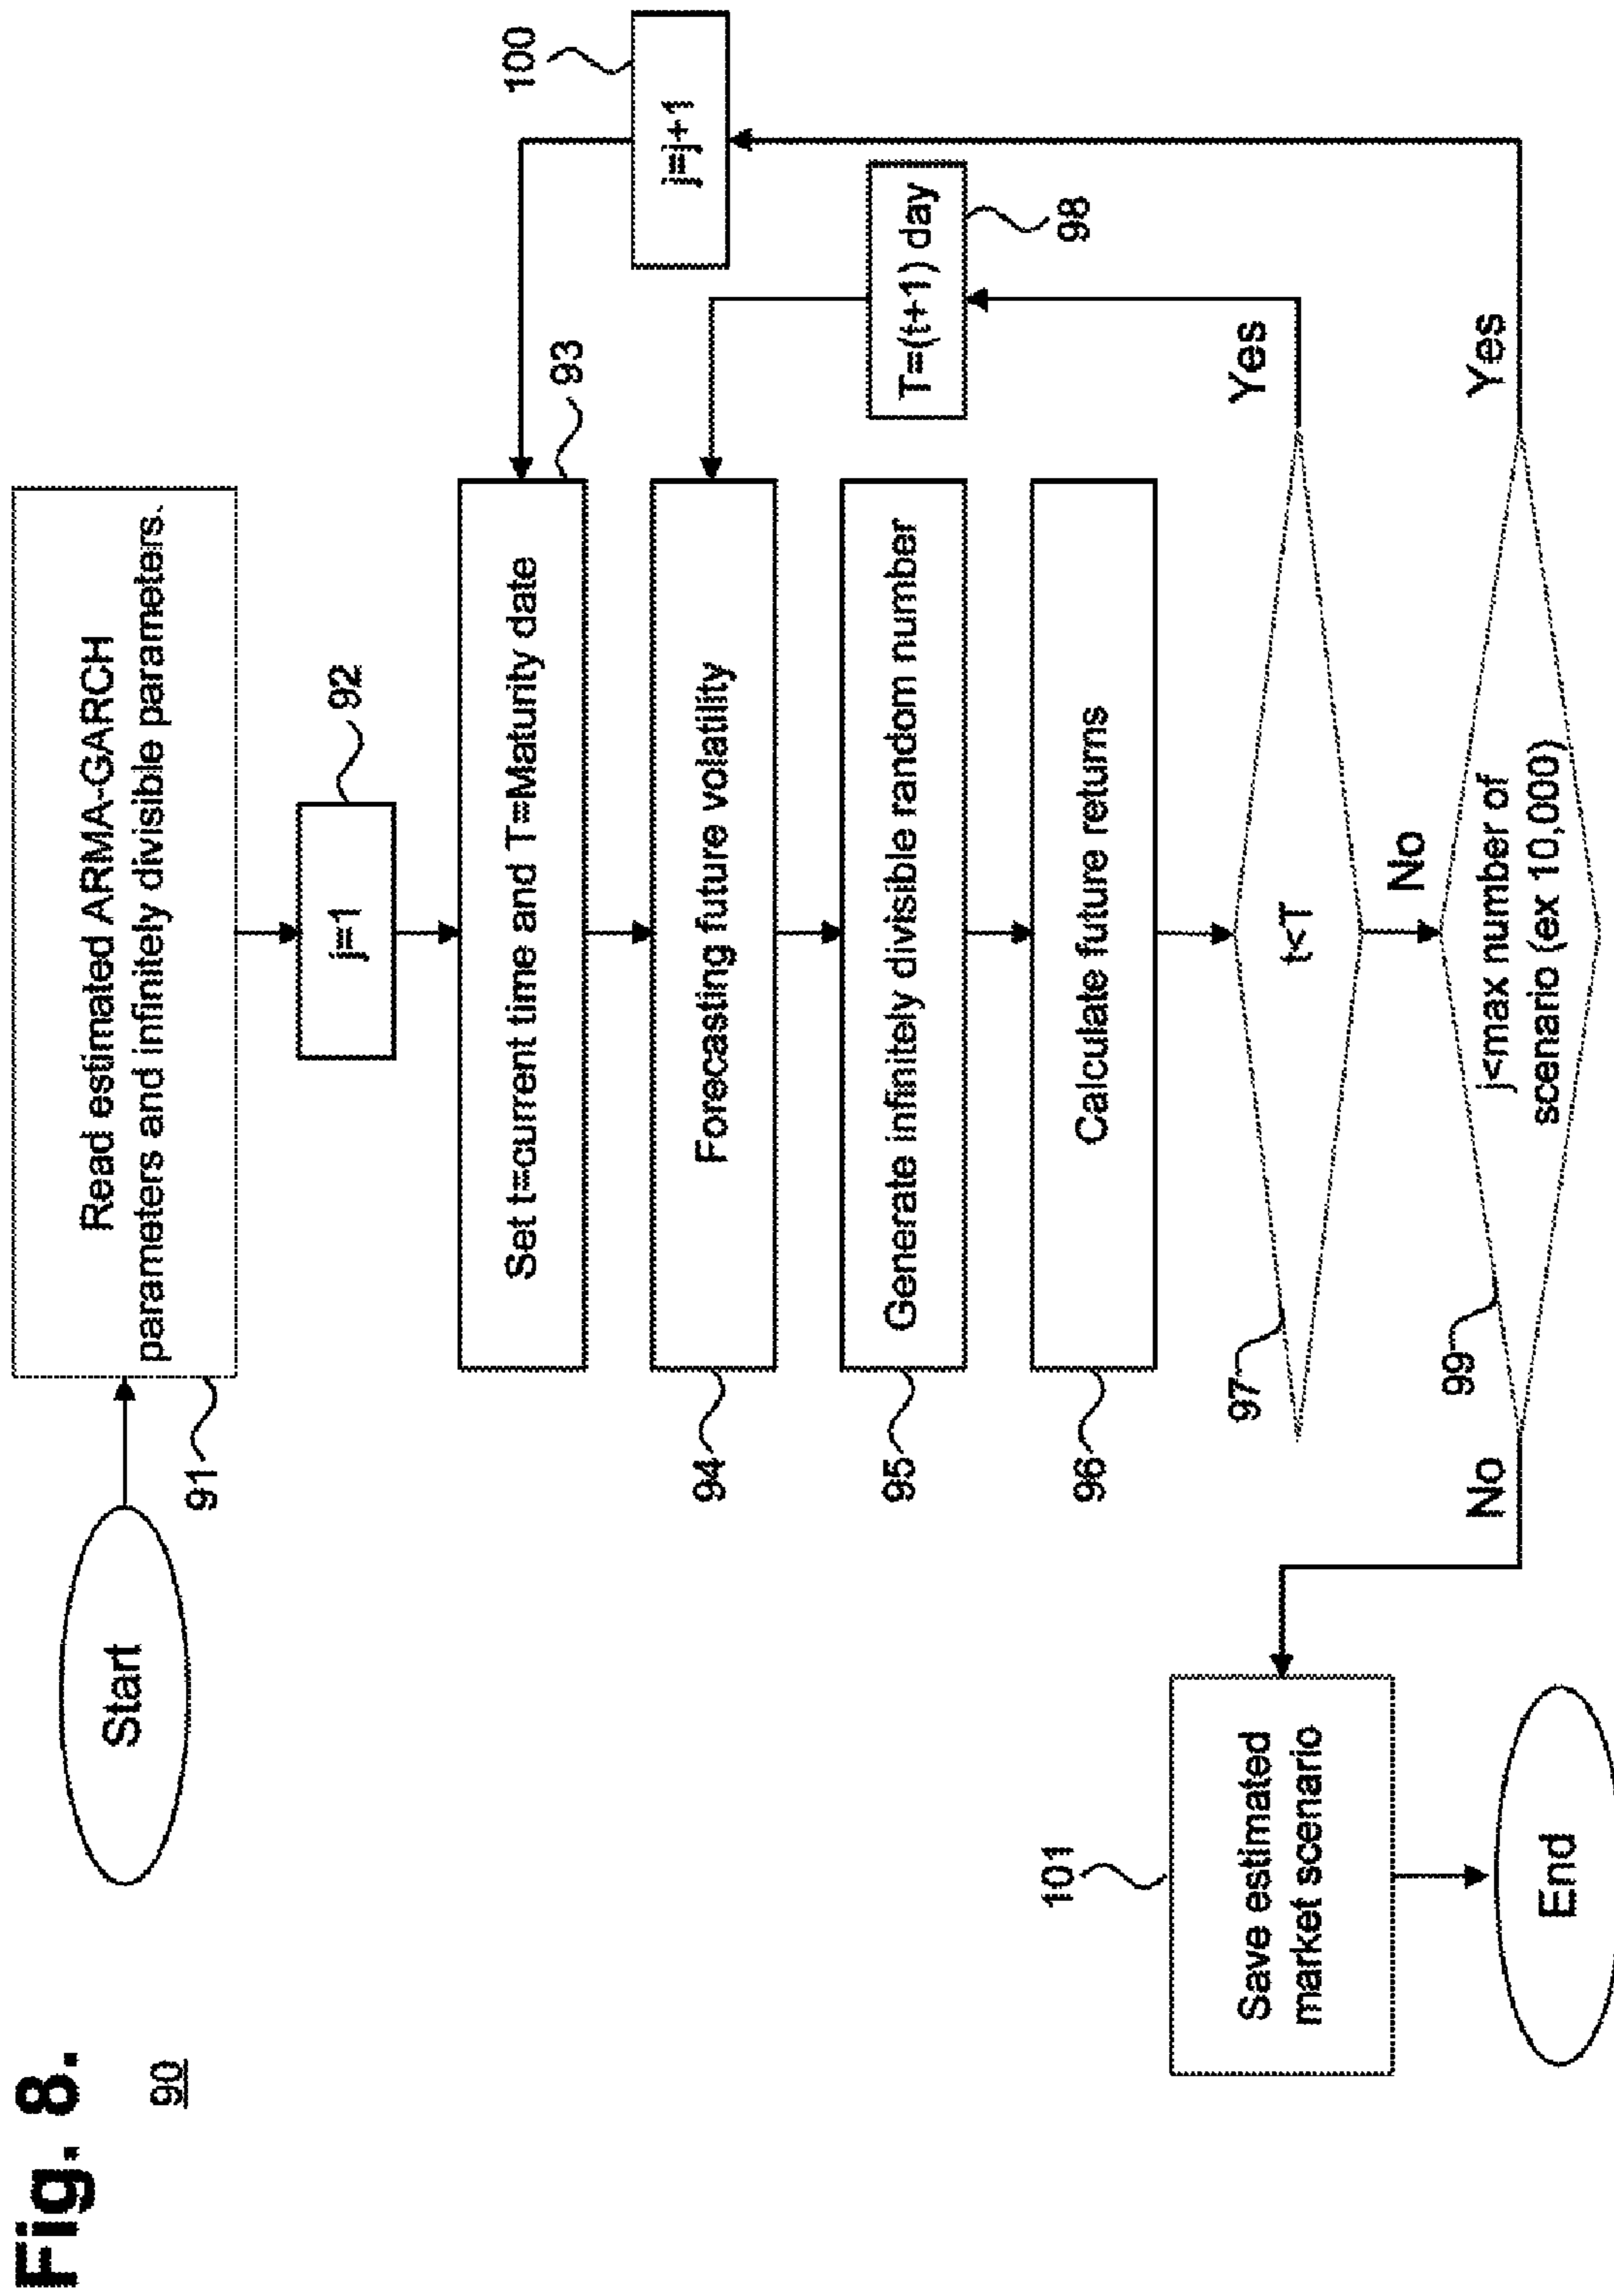 Fig. 8.
90
Start
91
Read estimated ARMA-GARCH
parameters and infinitely divisible parameters.
92
j=1
93
Set t=current time and T=Maturity date
100
j=j+1
94
Forecasting future volatility
98
T=(t+1) day
95
Generate infinitely divisible random number
96
Calculate future returns
97
t<T
Yes
No
99
j<max number of
scenario (ex 10,000)
Yes
No
101
Save estimated
market scenario
End